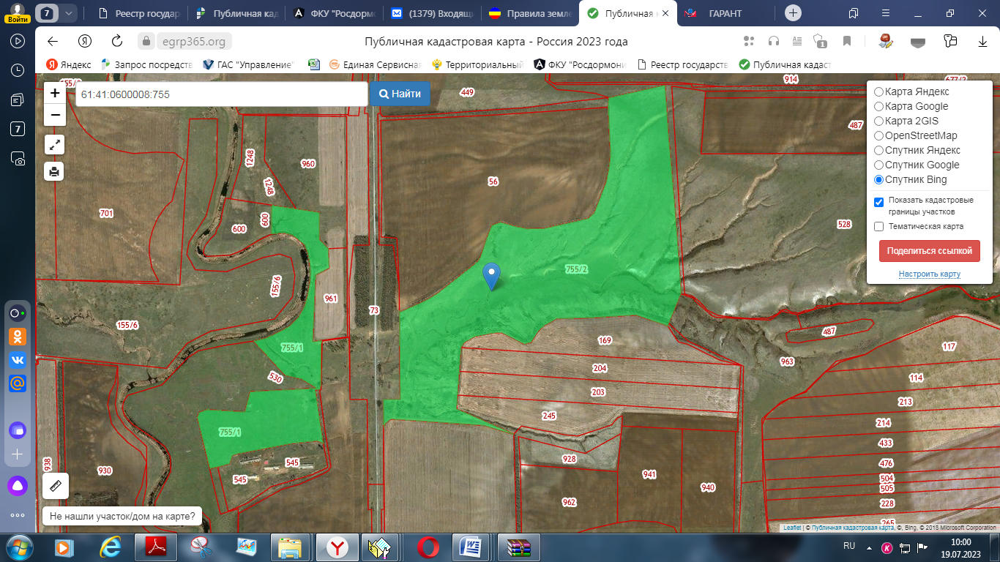 7
Реестр государ
Публичная кад
ФКУ "Росдормо
(1379) Входящи
Правила земле
Публичная к
ГАРАНТ
Войти
egrp365.org
Публичная кадастровая карта - Россия 2023 года
1
Яндекс
Запрос посредств
ГАС "Управление"
Единая Сервисная
Территориальный
ФКУ "Росдормони
Реестр государств
Публичная кадаст
7
+
−
61:41:0600008:755
Найти
Карта Яндекс
Карта Google
Карта 2GIS
OpenStreetMap
Спутник Яндекс
Спутник Google
Спутник Bing
Показать кадастровые
границы участков
Тематическая карта
Поделиться ссылкой
Настроить карту
449
914
677/2
487
1248
960
1248
56
701
600
600
528
755/2
155/6
961
73
155/6
755/1
530
169
487
117
963
204
114
203
213
245
214
755/1
433
545
928
476
938
930
545
941
940
504
505
962
228
265
Не нашли участок/дом на карте?
Leaflet | © Публичная кадастровая карта, ©, Bing, © 2018 Microsoft Corporation
RU
10:00
19.07.2023